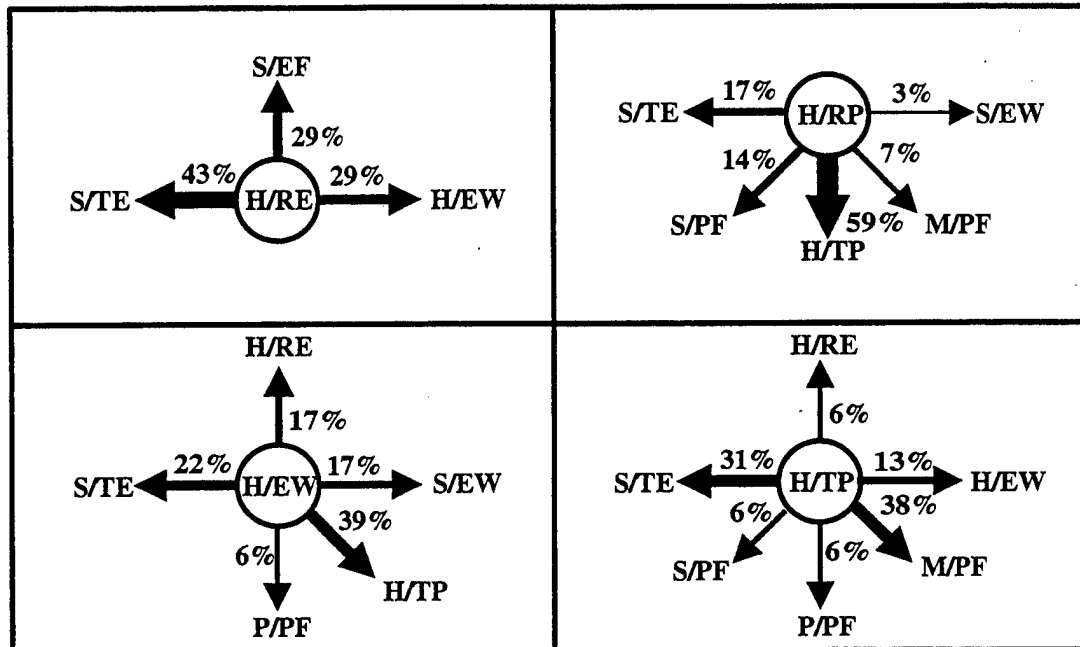 S/EF
29%
43%
29%
S/TE
H/RE
H/EW
S/TE
17%
H/RP
3%
S/EW
14%
7%
S/PF
59%
M/PF
H/TP
H/RE
17%
22%
17%
S/TE
H/EW
S/EW
39%
6%
H/TP
P/PF
H/RE
6%
31%
13%
S/TE
H/TP
H/EW
38%
6%
6%
S/PF
M/PF
P/PF